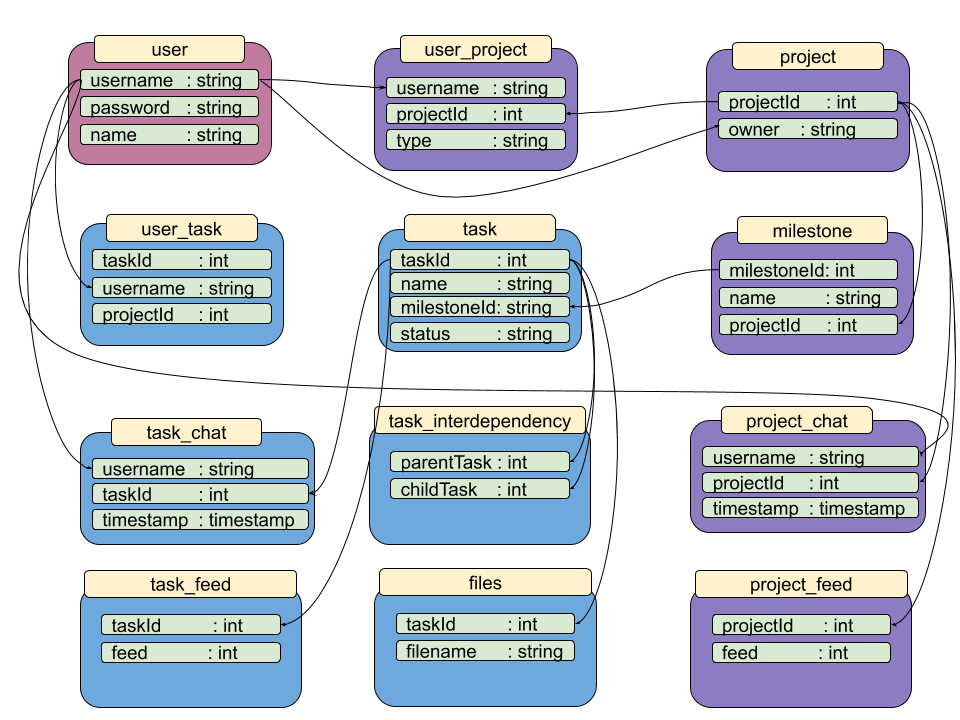 user
username : string
password : string
name : string
user_project
username : string
projectId : int
type : string
project
projectId : int
owner : string
user_task
taskId : int
username : string
projectId : int
task
taskId : int
name : string
milestoneId: string
status : string
milestone
milestoneId: int
name : string
projectId : int
task_chat
username : string
taskId : int
timestamp : timestamp
task_interdependency
parentTask : int
childTask : int
project_chat
username : string
projectId : int
timestamp : timestamp
task_feed
taskId : int
feed : int
files
taskId : int
filename : string
project_feed
projectId : int
feed : int